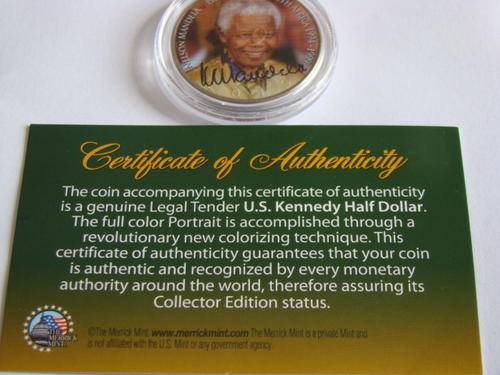 NELSON MANDELA
Certificate of Authenticity
The coin accompanying this certificate of authenticity
is a genuine Legal Tender U.S. Kennedy Half Dollar.
The full color Portrait is accomplished through a
revolutionary new colorizing technique. This
certificate of authenticity guarantees that your coin
is authentic and recognized by every monetary
authority around the world, therefore assuring its
Collector Edition status.
THE
MERRICK
MINT
©The Merrick Mint. www.merrickmint.com The Merrick Mint is a private Mint and
is not affiliated with the U.S. Mint or any government agency.